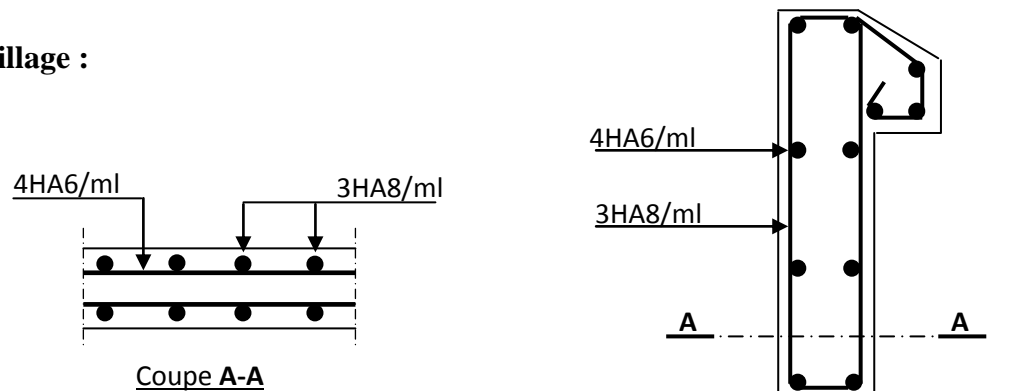 illage :
4HA6/ml
3HA8/ml
Coupe A-A
4HA6/ml
3HA8/ml
A
A